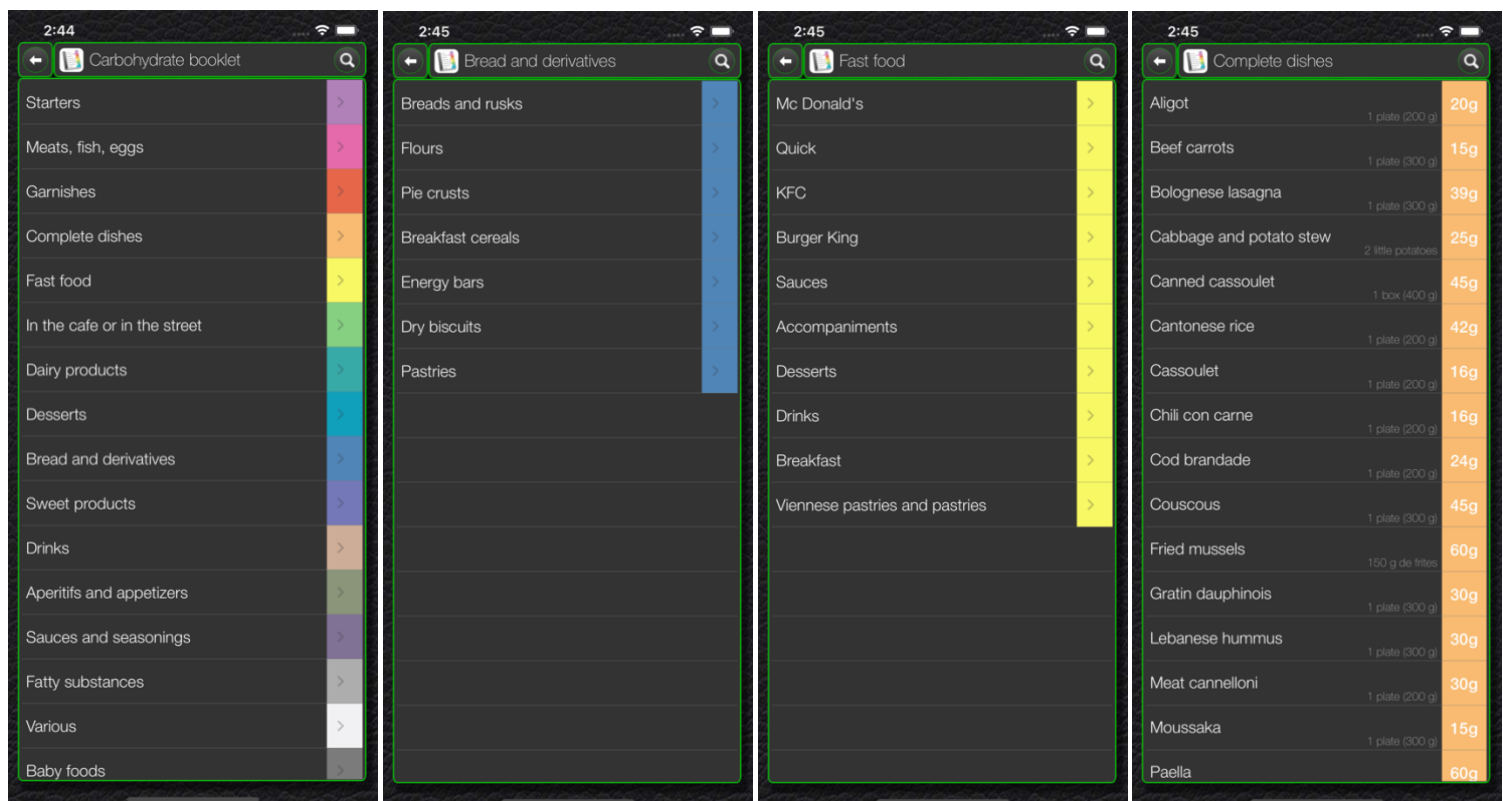 2:44
Carbohydrate booklet
Starters
Meats, fish, eggs
Garnishes
Complete dishes
Fast food
In the cafe or in the street
Dairy products
Desserts
Bread and derivatives
Sweet products
Drinks
Aperitifs and appetizers
Sauces and seasonings
Fatty substances
Various
Baby foods
2:45
Bread and derivatives
Breads and rusks
Flours
Pie crusts
Breakfast cereals
Energy bars
Dry biscuits
Pastries
2:45
Fast food
Mc Donald's
Quick
KFC
Burger King
Sauces
Accompaniments
Desserts
Drinks
Breakfast
Viennese pastries and pastries
2:45
Complete dishes
Aligot 1 plate (200 g) 20g
Beef carrots 1 plate (300 g) 15g
Bolognese lasagna 1 plate (300 g) 39g
Cabbage and potato stew 2 little potatoes 25g
Canned cassoulet 1 box (400 g) 45g
Cantonese rice 1 plate (200 g) 42g
Cassoulet 1 plate (200 g) 16g
Chili con carne 1 plate (200 g) 16g
Cod brandade 1 plate (200 g) 24g
Couscous 1 plate (300 g) 45g
Fried mussels 150 g de frites 60g
Gratin dauphinois 1 plate (300 g) 30g
Lebanese hummus 1 plate (300 g) 30g
Meat cannelloni 1 plate (200 g) 30g
Moussaka 1 plate (300 g) 15g
Paella 60g